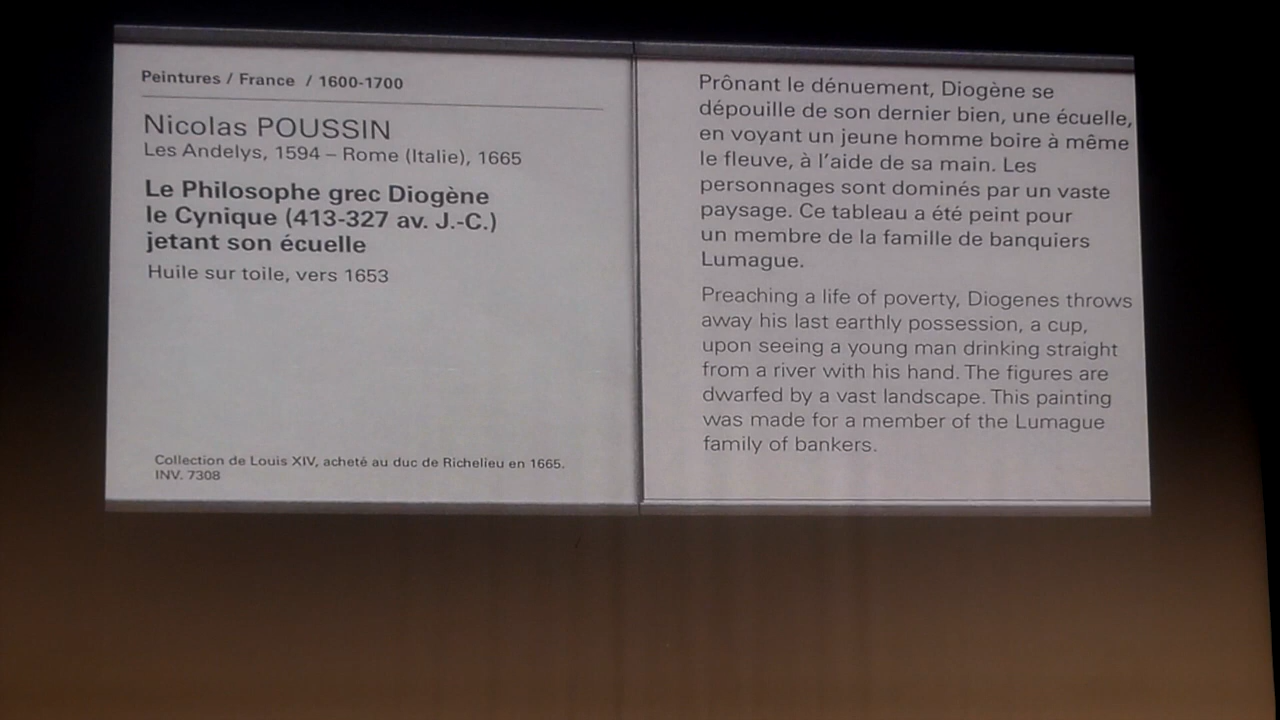 Peintures / France / 1600-1700
Nicolas POUSSIN
Les Andelys, 1594 – Rome (Italie), 1665
Le Philosophe grec Diogène
le Cynique (413-327 av. J.-C.)
jetant son écuelle
Huile sur toile, vers 1653
Collection de Louis XIV, acheté au duc de Richelieu en 1665.
INV. 7308
Prônant le dénuement, Diogène se
dépouille de son dernier bien, une écuelle,
en voyant un jeune homme boire à même
le fleuve, à l'aide de sa main. Les
personnages sont dominés par un vaste
paysage. Ce tableau a été peint pour
un membre de la famille de banquiers
Lumague.
Preaching a life of poverty, Diogenes throws
away his last earthly possession, a cup,
upon seeing a young man drinking straight
from a river with his hand. The figures are
dwarfed by a vast landscape. This painting
was made for a member of the Lumague
family of bankers.